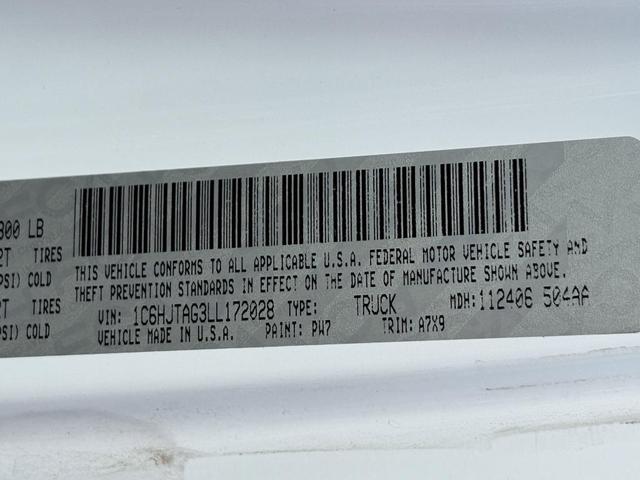 800 LB
TIRES
PSI) COLD
TIRES
PSI) COLD
THIS VEHICLE CONFORMS TO ALL APPLICABLE U.S.A. FEDERAL MOTOR VEHICLE SAFETY AND
THEFT PREVENTION STANDARDS IN EFFECT ON THE DATE OF MANUFACTURE SHOWN ABOVE.
VIN: 1C6HJTAG3LL172028 TYPE: TRUCK MDH: 112406 504AA
VEHICLE MADE IN U.S.A. PAINT: PW7 TRIM: A7X9